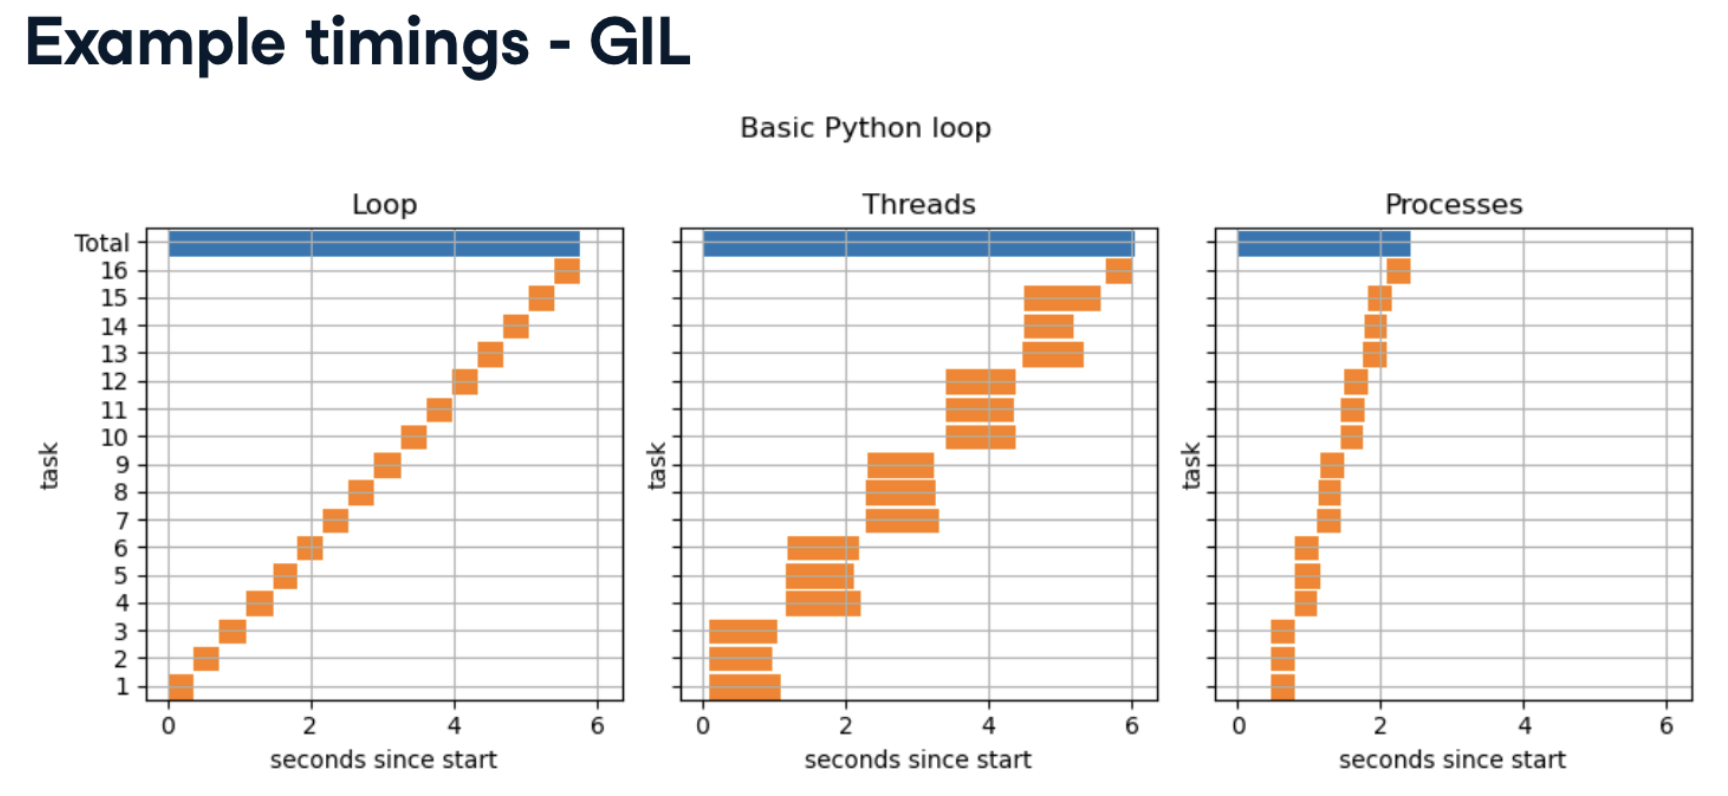 Example timings - GIL
Basic Python loop
Loop
Threads
Processes
Total
16
15
14
13
12
11
10
9
8
7
6
5
4
3
2
1
task
task
task
0 2 4 6
0 2 4 6
0 2 4 6
seconds since start
seconds since start
seconds since start